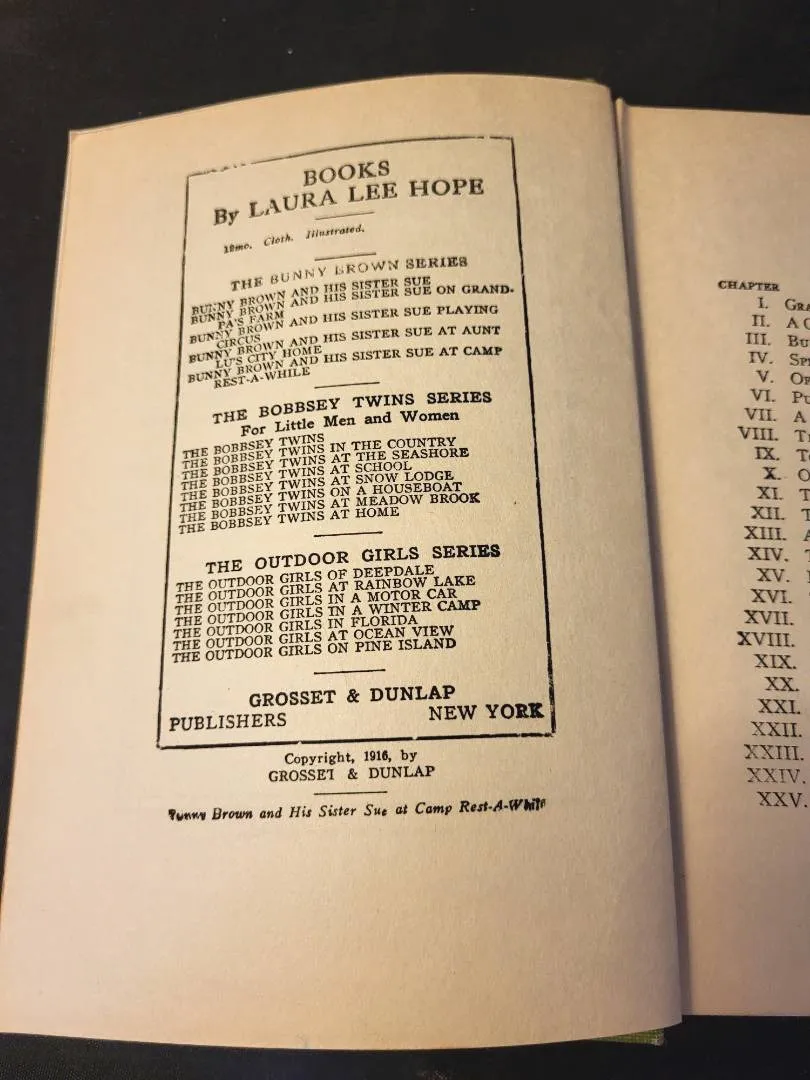 BOOKS
By LAURA LEE HOPE
12mo. Cloth. Illustrated.
THE BUNNY BROWN SERIES
BUNNY BROWN AND HIS SISTER SUE
BUNNY BROWN AND HIS SISTER SUE ON GRAND-
PA'S FARM
BUNNY BROWN AND HIS SISTER SUE PLAYING
CIRCUS
BUNNY BROWN AND HIS SISTER SUE AT AUNT
LU'S CITY HOME
BUNNY BROWN AND HIS SISTER SUE AT CAMP
REST-A-WHILE
THE BOBBSEY TWINS SERIES
For Little Men and Women
THE BOBBSEY TWINS
THE BOBBSEY TWINS IN THE COUNTRY
THE BOBBSEY TWINS AT THE SEASHORE
THE BOBBSEY TWINS AT SCHOOL
THE BOBBSEY TWINS AT SNOW LODGE
THE BOBBSEY TWINS ON A HOUSEBOAT
THE BOBBSEY TWINS AT MEADOW BROOK
THE BOBBSEY TWINS AT HOME
THE OUTDOOR GIRLS SERIES
THE OUTDOOR GIRLS OF DEEPDALE
THE OUTDOOR GIRLS AT RAINBOW LAKE
THE OUTDOOR GIRLS IN A MOTOR CAR
THE OUTDOOR GIRLS IN A WINTER CAMP
THE OUTDOOR GIRLS IN FLORIDA
THE OUTDOOR GIRLS AT OCEAN VIEW
THE OUTDOOR GIRLS ON PINE ISLAND
GROSSET & DUNLAP
PUBLISHERS NEW YORK
Copyright, 1916, by
GROSSET & DUNLAP
Bunny Brown and His Sister Sue at Camp Rest-A-While
CHAPTER
I.
II. A
III.
IV.
V.
VI.
VII. A
VIII.
IX.
X.
XI.
XII.
XIII.
XIV.
XV.
XVI.
XVII.
XVIII.
XIX.
XX.
XXI.
XXII.
XXIII.
XXIV.
XXV.